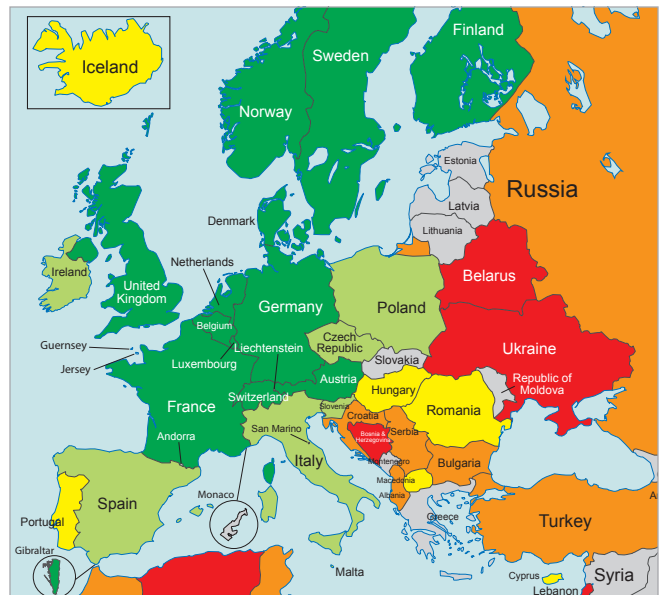 Iceland
Finland
Sweden
Norway
Estonia
Russia
Latvia
Lithuania
Denmark
Netherlands
Ireland
United
Kingdom
Belarus
Germany
Poland
Belgium
Guernsey
Jersey
Luxembourg
Liechtenstein
Czech
Republic
Slovakia
Ukraine
Austria
Republic of
Moldova
France
Switzerland
Hungary
Romania
Slovenia
Croatia
Andorra
San Marino
Bosnia &
Herzegovina
Serbia
Italy
Montenegro
Bulgaria
Macedonia
Albania
Spain
Monaco
Portugal
Greece
Turkey
A
Gibraltar
Malta
Cyprus
Syria
Lebanon